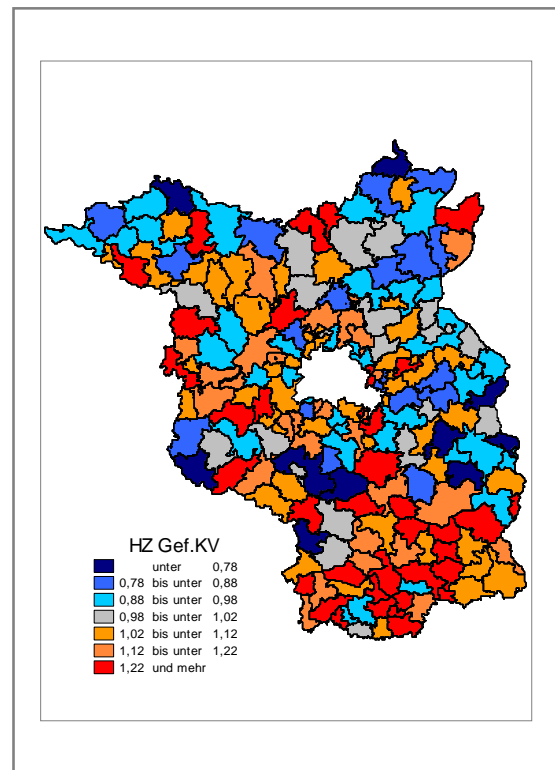 HZ Gef.KV
unter 0,78
0,78 bis unter 0,88
0,88 bis unter 0,98
0,98 bis unter 1,02
1,02 bis unter 1,12
1,12 bis unter 1,22
1,22 und mehr